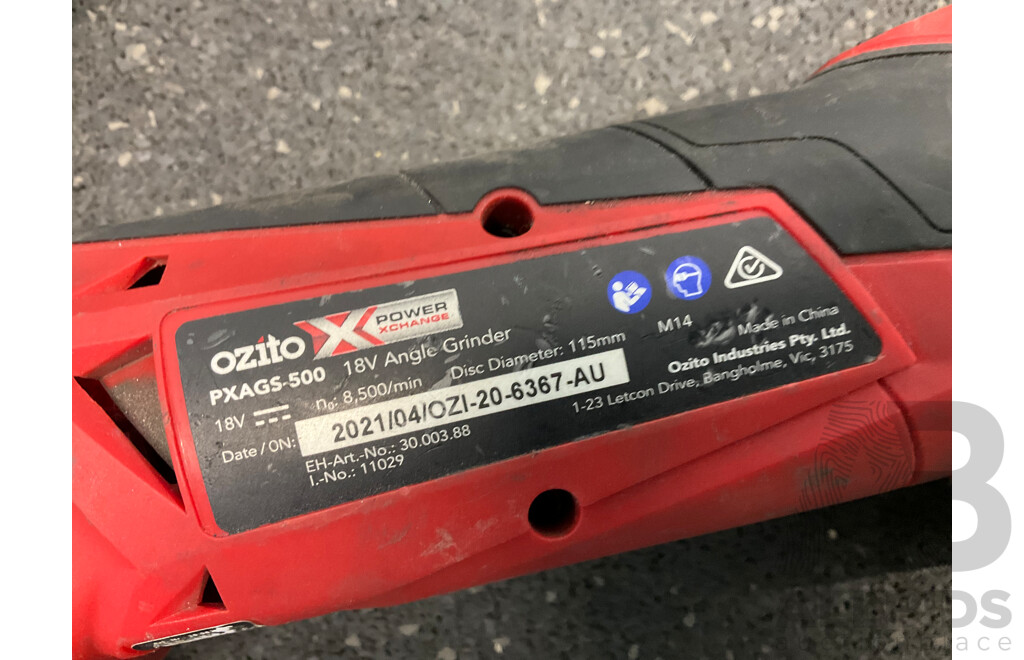 ozito X POWER XCHANGE
PXAGS-500 18V Angle Grinder
18V n₀: 8,500/min Disc Diameter: 115mm
Date / 0N: 2021/04/OZI-20-6367-AU
EH-Art.-No.: 30.003.88
I.-No.: 11029
M14
Made in China
Ozito Industries Pty. Ltd.
1-23 Letcon Drive, Bangholme, Vic, 3175